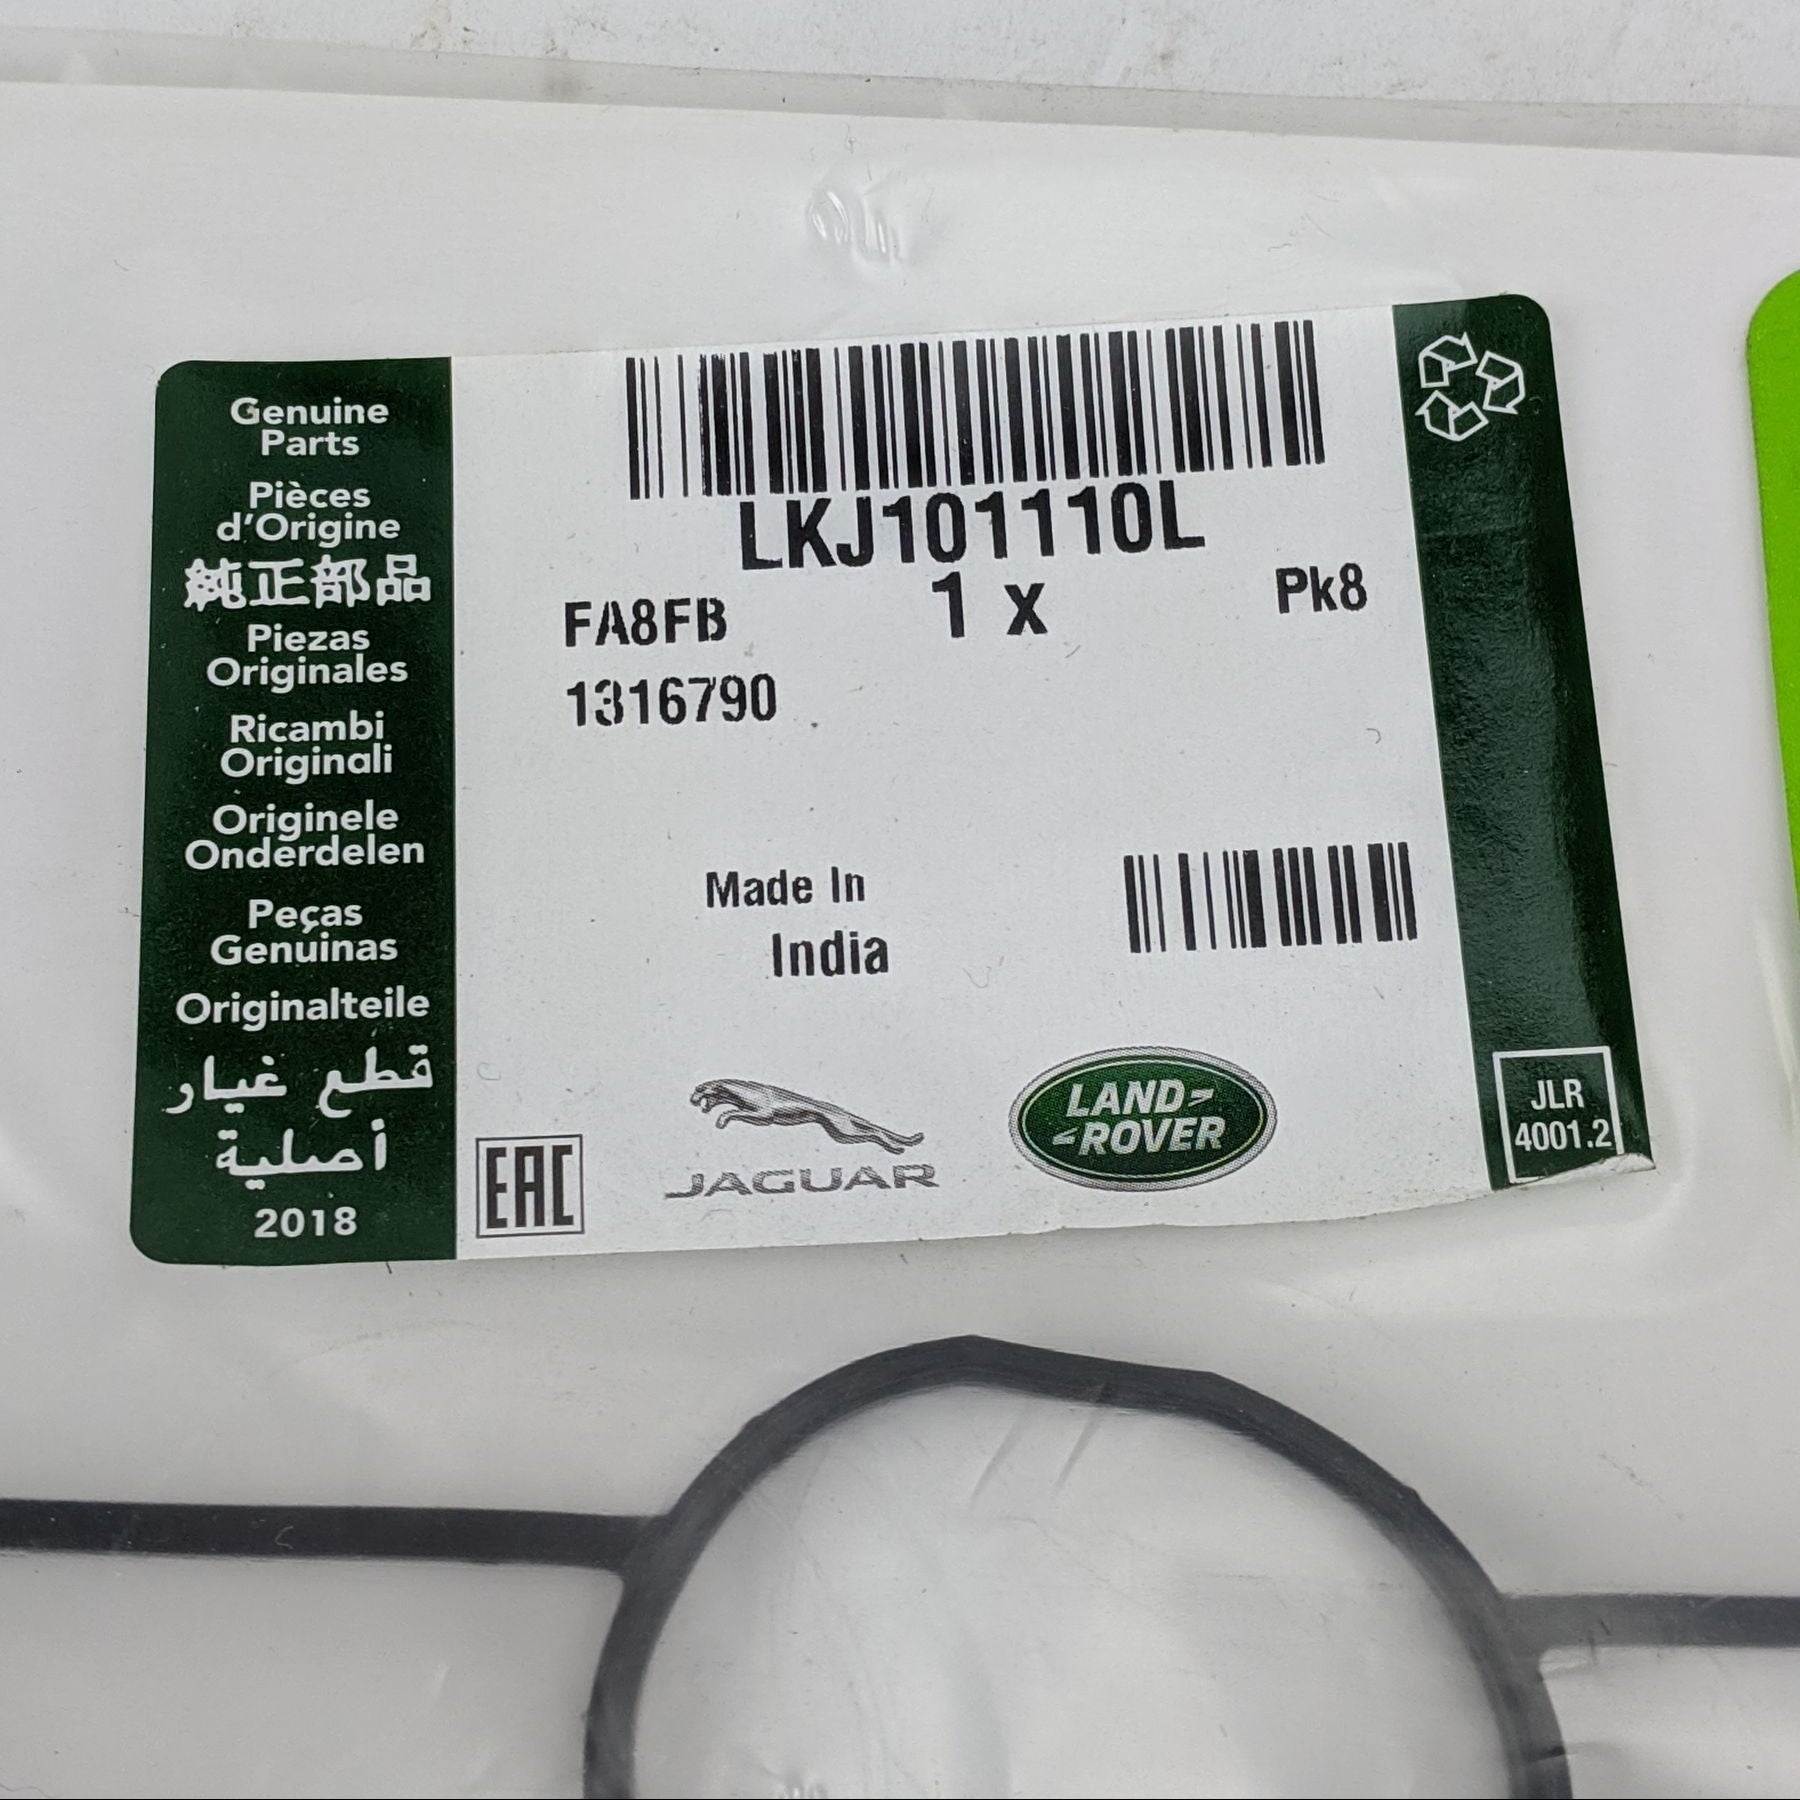 Genuine
Parts
Pièces
d'Origine
純正部品
Piezas
Originales
Ricambi
Originali
Originele
Onderdelen
Peças
Genuinas
Originalteile
قطع غيار
أصلية
2018
LKJ101110L
FA8FB 1 x Pk8
1316790
Made In
India
EAC
JAGUAR
LAND-
-ROVER
JLR
4001.2